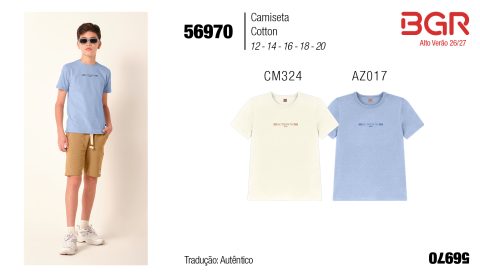 56970
Camiseta
Cotton
12 - 14 - 16 - 18 - 20
BGR
Alto Verão 26/27
CM324
AZ017
Tradução: Autêntico
56970